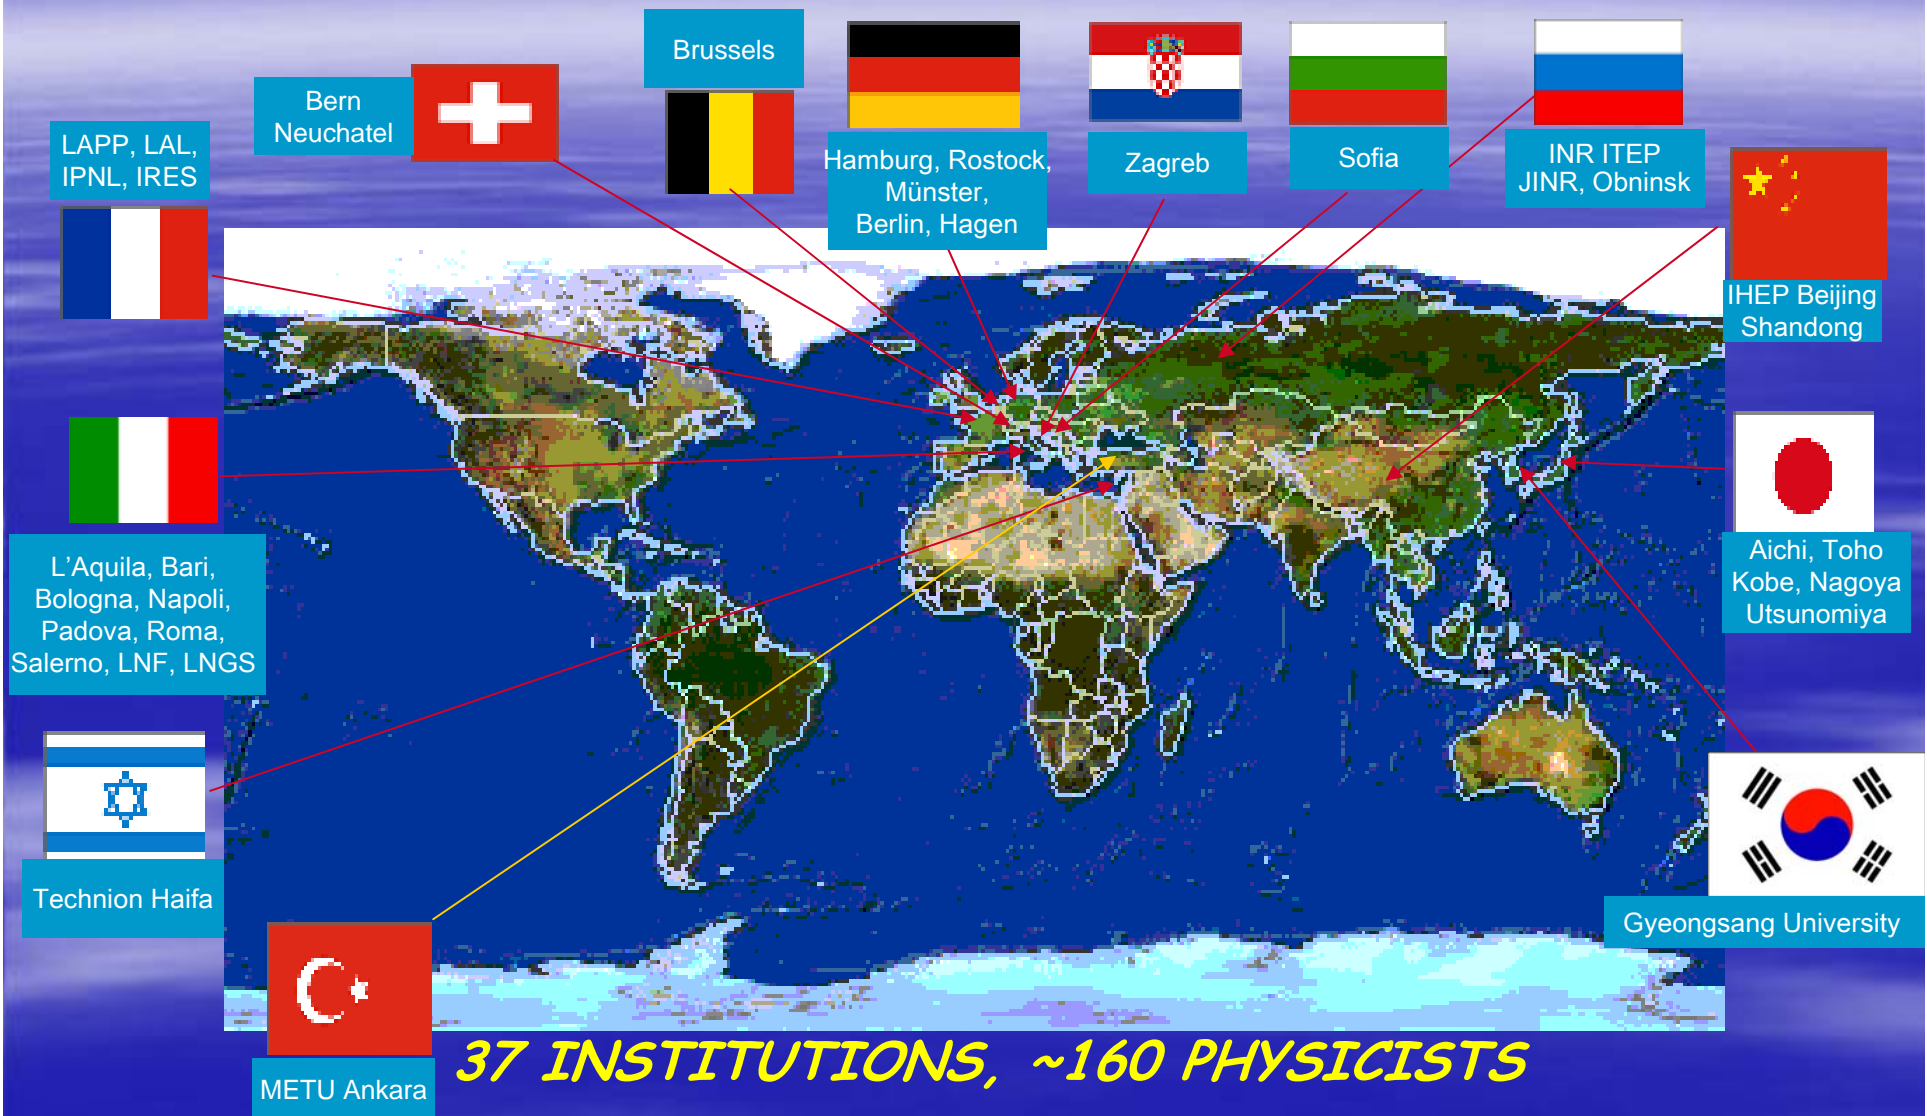 Brussels
Bern
Neuchatel
LAPP, LAL,
IPNL, IRES
Hamburg, Rostock,
Münster,
Berlin, Hagen
Zagreb
Sofia
INR ITEP
JINR, Obninsk
IHEP Beijing
Shandong
L'Aquila, Bari,
Bologna, Napoli,
Padova, Roma,
Salerno, LNF, LNGS
Aichi, Toho
Kobe, Nagoya
Utsunomiya
Technion Haifa
Gyeongsang University
METU Ankara
37 INSTITUTIONS, ~160 PHYSICISTS